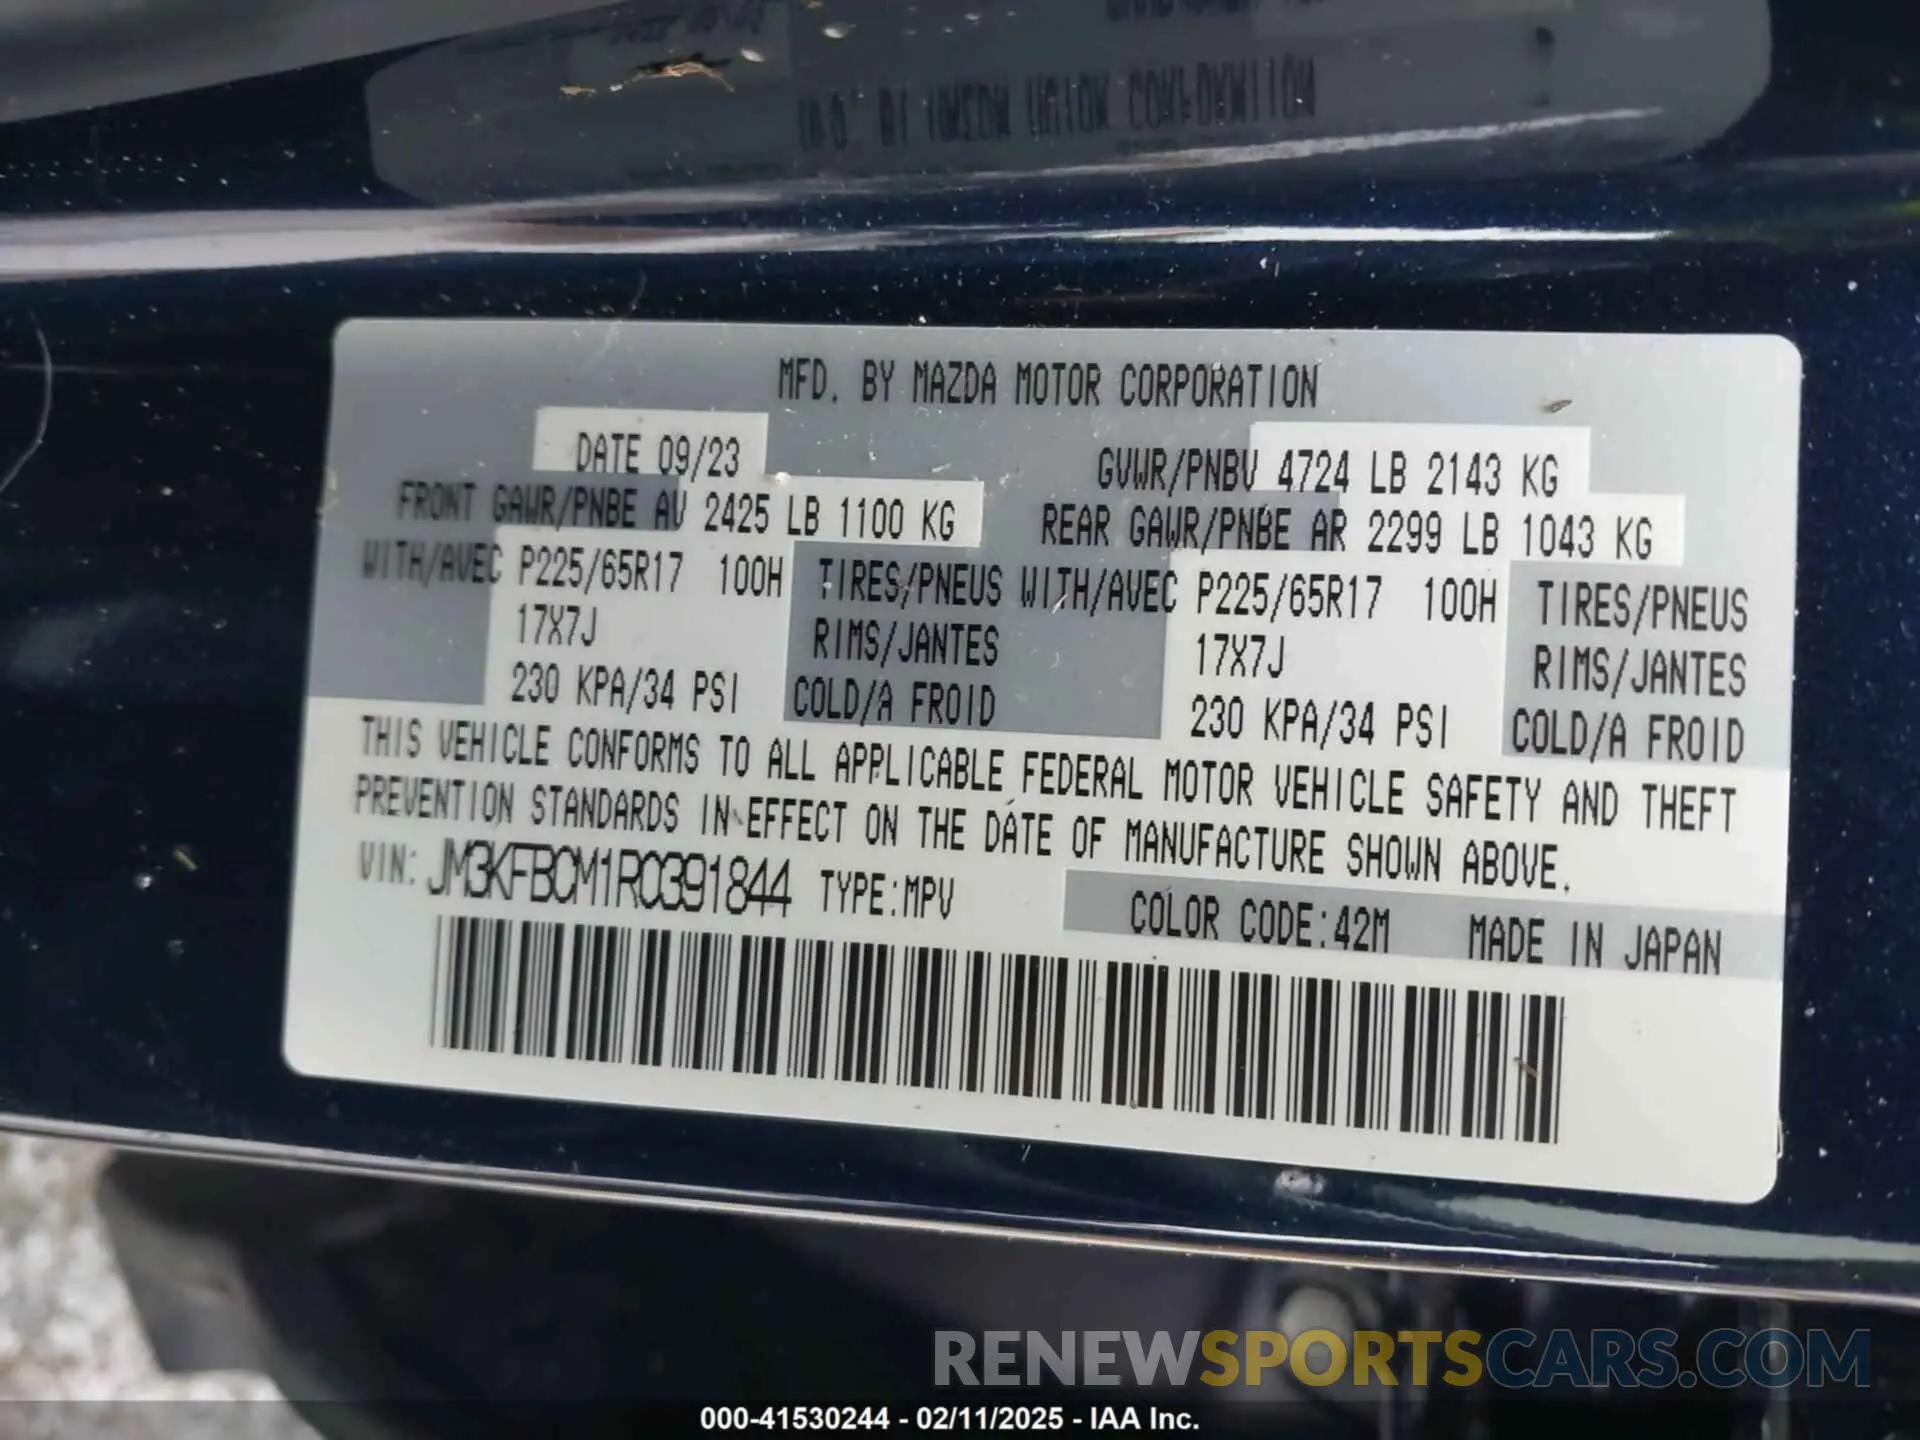 MFD. BY MAZDA MOTOR CORPORATION
DATE 09/23 GVWR/PNBV 4724 LB 2143 KG
FRONT GAWR/PNBE AV 2425 LB 1100 KG REAR GAWR/PNBE AR 2299 LB 1043 KG
WITH/AVEC P225/65R17 100H TIRES/PNEUS WITH/AVEC P225/65R17 100H TIRES/PNEUS
17X7J RIMS/JANTES 17X7J RIMS/JANTES
230 KPA/34 PSI COLD/A FROID 230 KPA/34 PSI COLD/A FROID
THIS VEHICLE CONFORMS TO ALL APPLICABLE FEDERAL MOTOR VEHICLE SAFETY AND THEFT
PREVENTION STANDARDS IN EFFECT ON THE DATE OF MANUFACTURE SHOWN ABOVE.
VIN: JM3KFBCM1R0391844 TYPE:MPV COLOR CODE:42M MADE IN JAPAN
RENEWSPORTSCARS.COM
000-41530244 - 02/11/2025 - IAA Inc.